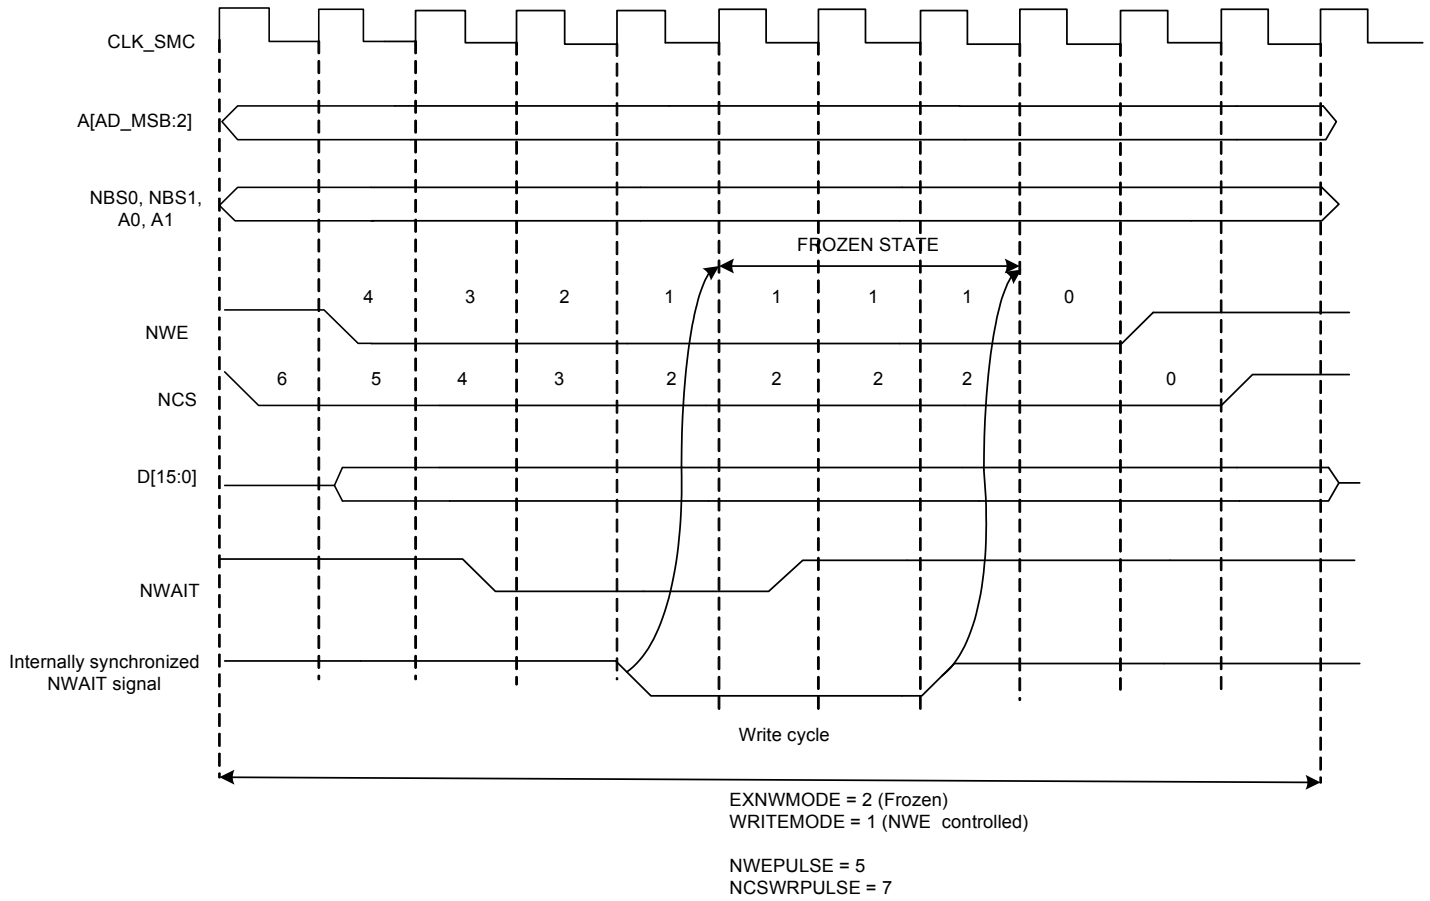 CLK_SMC
A[AD_MSB:2]
NBS0, NBS1,
A0, A1
FROZEN STATE
4 3 2 1 1 1 1 0
NWE
6 5 4 3 2 2 2 2 0
NCS
D[15:0]
NWAIT
Internally synchronized
NWAIT signal
Write cycle
EXNWMODE = 2 (Frozen)
WRITEMODE = 1 (NWE controlled)
NWEPULSE = 5
NCSWRPULSE = 7